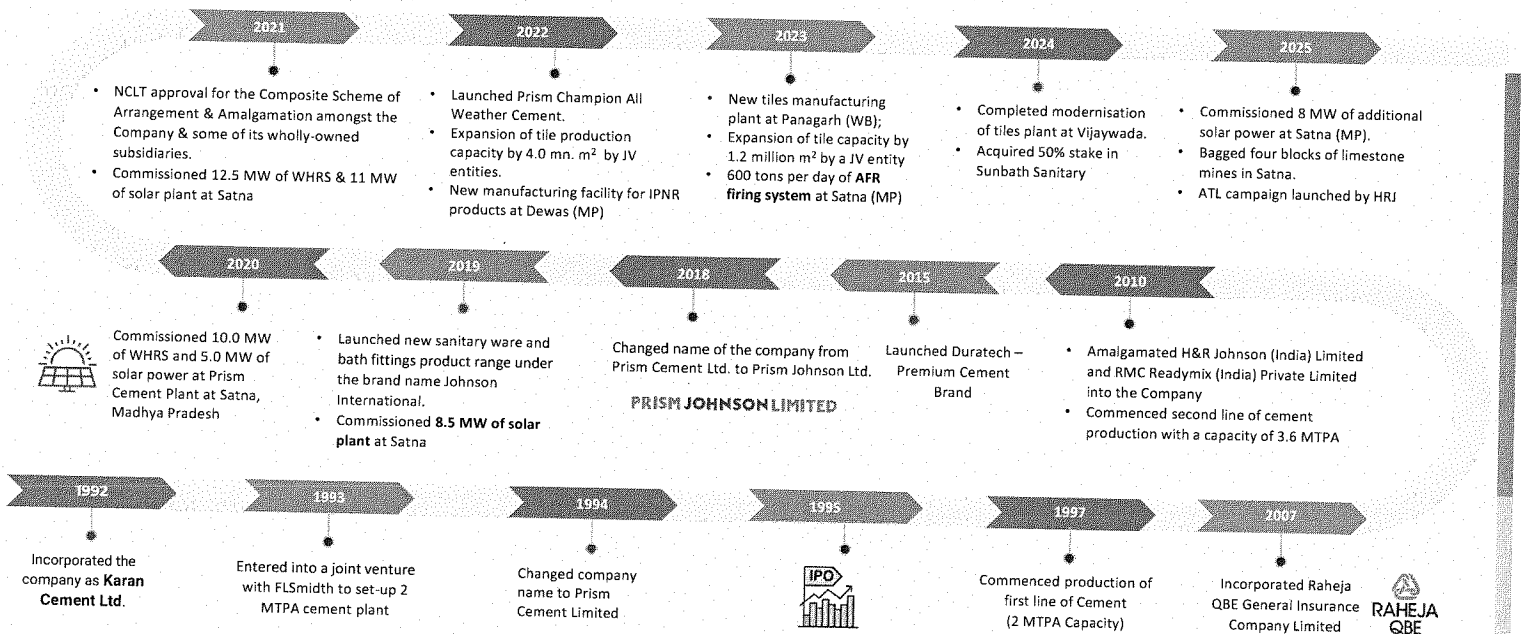 2021
NCLT approval for the Composite Scheme of
Arrangement & Amalgamation amongst the
Company & some of its wholly-owned
subsidiaries.
Commissioned 12.5 MW of WHRS & 11 MW
of solar plant at Satna
2022
Launched Prism Champion All
Weather Cement.
Expansion of tile production
capacity by 4.0 mn. m² by JV
entities.
New manufacturing facility for IPNR
products at Dewas (MP)
2023
New tiles manufacturing
plant at Panagarh (WB);
Expansion of tile capacity by
1.2 million m² by a JV entity
600 tons per day of AFR
firing system at Satna (MP)
2024
Completed modernisation
of tiles plant at Vijaywada.
Acquired 50% stake in
Sunbath Sanitary
2025
Commissioned 8 MW of additional
solar power at Satna (MP).
Bagged four blocks of limestone
mines in Satna.
ATL campaign launched by HRJ
2020
Commissioned 10.0 MW
of WHRS and 5.0 MW of
solar power at Prism
Cement Plant at Satna,
Madhya Pradesh
2019
Launched new sanitary ware and
bath fittings product range under
the brand name Johnson
International.
Commissioned 8.5 MW of solar
plant at Satna
2018
Changed name of the company from
Prism Cement Ltd. to Prism Johnson Ltd.
PRISM JOHNSON LIMITED
2015
Launched Duratech –
Premium Cement
Brand
2010
Amalgamated H&R Johnson (India) Limited
and RMC Readymix (India) Private Limited
into the Company
Commenced second line of cement
production with a capacity of 3.6 MTPA
1992
Incorporated the
company as Karan
Cement Ltd.
1993
Entered into a joint venture
with FLSmidth to set-up 2
MTPA cement plant
1994
Changed company
name to Prism
Cement Limited
1995
IPO
1997
Commenced production of
first line of Cement
(2 MTPA Capacity)
2007
Incorporated Raheja
QBE General Insurance
Company Limited
RAHEJA
QBE